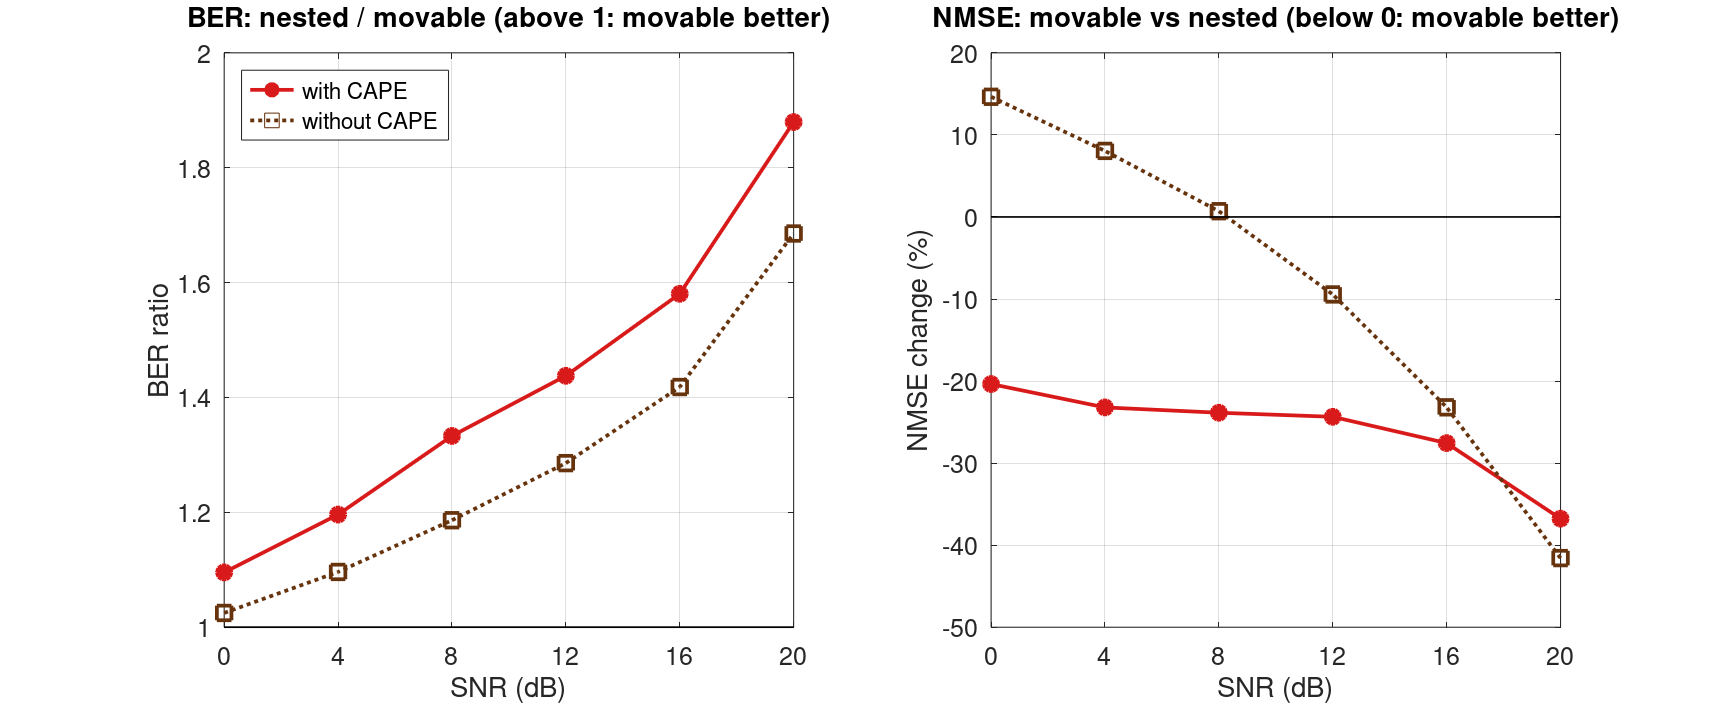 BER: nested / movable (above 1: movable better)
2
1.8
1.6
1.4
1.2
1
BER ratio
with CAPE
without CAPE
0 4 8 12 16 20
SNR (dB)
NMSE: movable vs nested (below 0: movable better)
20
10
0
-10
-20
-30
-40
-50
NMSE change (%)
0 4 8 12 16 20
SNR (dB)